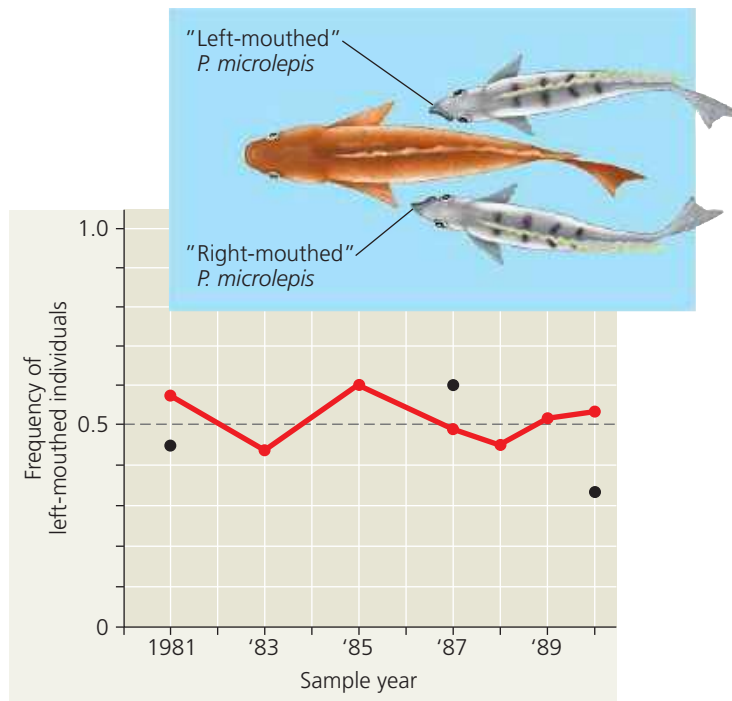 "Left-mouthed"
P. microlepis
"Right-mouthed"
P. microlepis
1.0
0.5
0
Frequency of
left-mouthed individuals
1981 '83 '85 '87 '89
Sample year